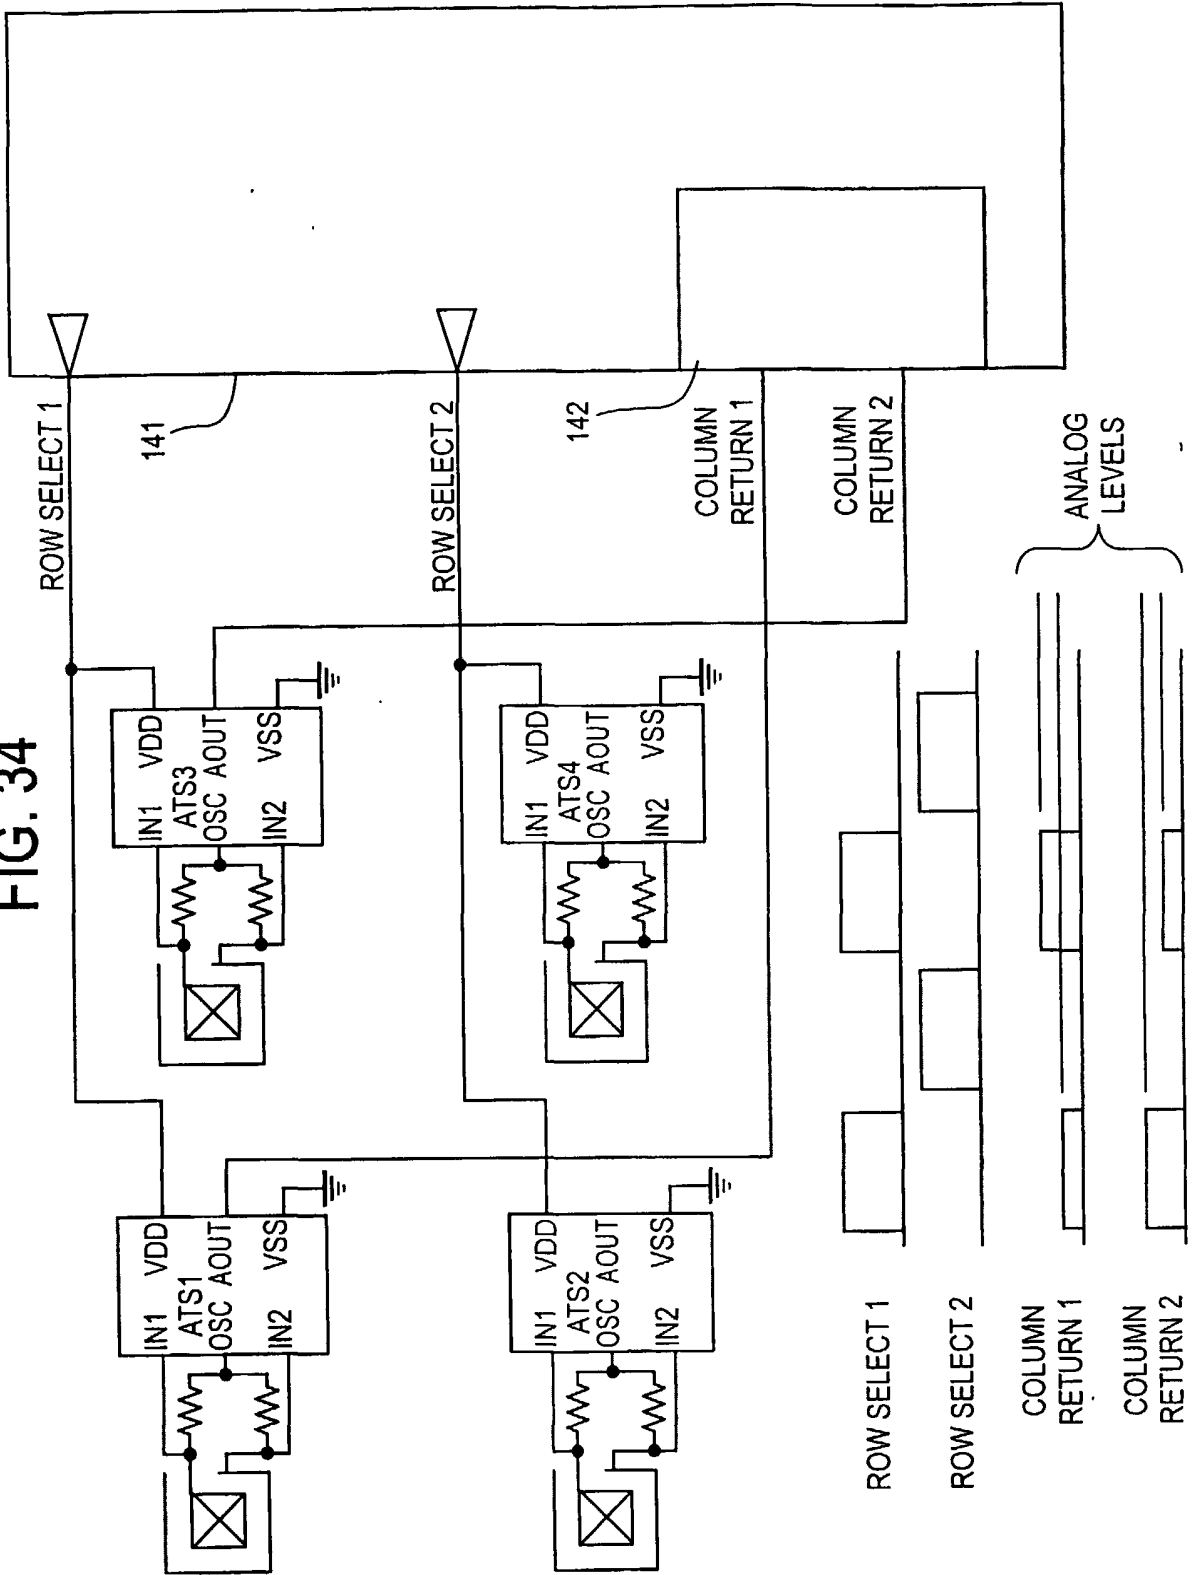 FIG. 34
ROW SELECT 1
141
ROW SELECT 2
142
COLUMN
RETURN 1
COLUMN
RETURN 2
IN1 VDD
ATS1
OSC AOUT
IN2 VSS
IN1 VDD
ATS3
OSC AOUT
IN2 VSS
IN1 VDD
ATS2
OSC AOUT
IN2 VSS
IN1 VDD
ATS4
OSC AOUT
IN2 VSS
ROW SELECT 1
ROW SELECT 2
COLUMN
RETURN 1
COLUMN
RETURN 2
ANALOG
LEVELS